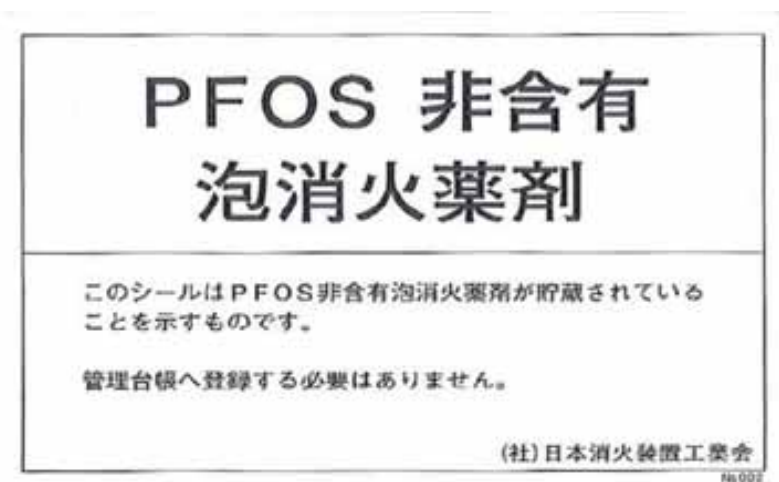 PFOS 非含有
泡消火薬剤
このシールはPFOS非含有泡消火薬剤が貯蔵されている
ことを示すものです。
管理台帳へ登録する必要はありません。
(社)日本消火装置工業会
№002